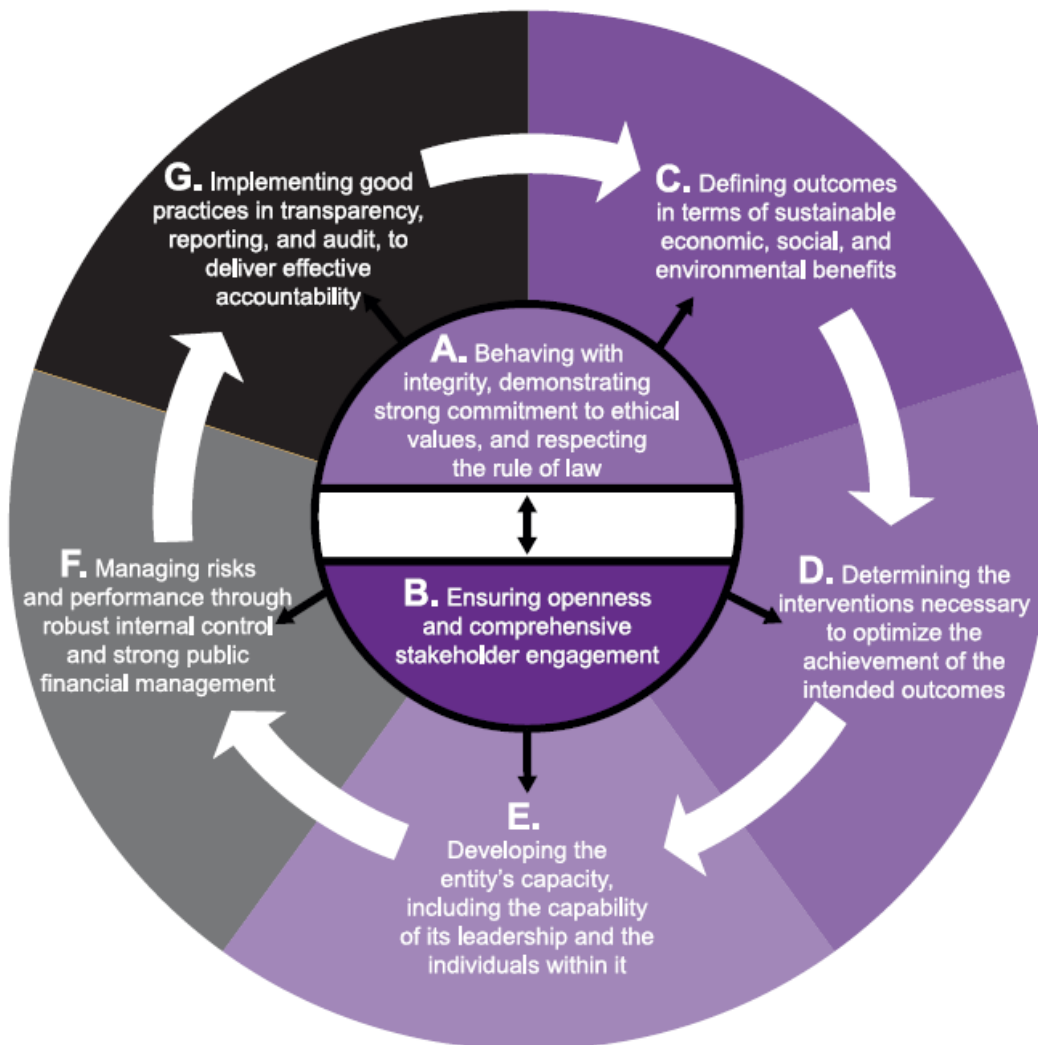 G. Implementing good
practices in transparency,
reporting, and audit, to
deliver effective
accountability
C. Defining outcomes
in terms of sustainable
economic, social, and
environmental benefits
A. Behaving with
integrity, demonstrating
strong commitment to ethical
values, and respecting
the rule of law
F. Managing risks
and performance through
robust internal control
and strong public
financial management
B. Ensuring openness
and comprehensive
stakeholder engagement
D. Determining the
interventions necessary
to optimize the
achievement of the
intended outcomes
E.
Developing the
entity's capacity,
including the capability
of its leadership and the
individuals within it